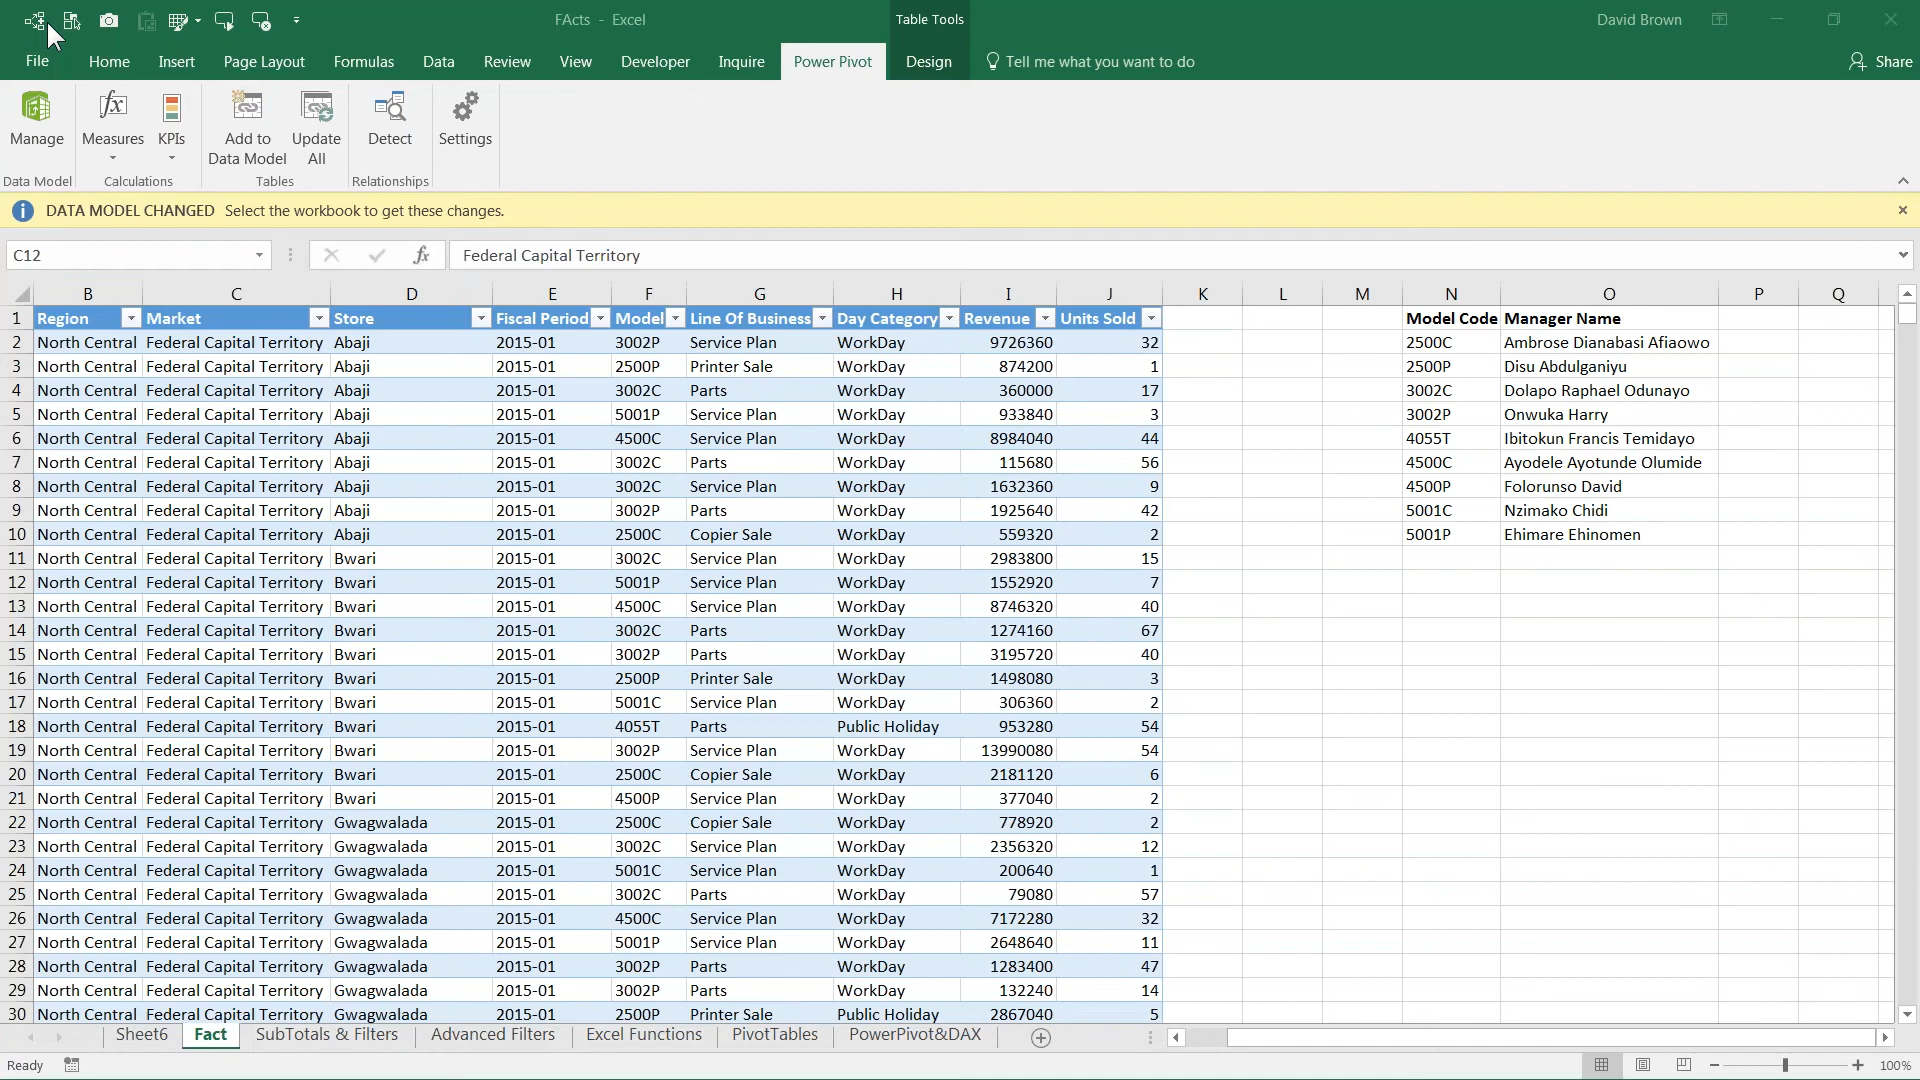 FActs - Excel
Table Tools
David Brown
File Home Insert Page Layout Formulas Data Review View Developer Inquire Power Pivot Design Tell me what you want to do Share
Manage Measures KPIs Add to Data Model Update All Detect Settings
Data Model Calculations Tables Relationships
DATA MODEL CHANGED Select the workbook to get these changes.
C12 fx Federal Capital Territory
B C D E F G H I J K L M N O P Q
1 Region Market Store Fiscal Period Model Line Of Business Day Category Revenue Units Sold Model Code Manager Name
2 North Central Federal Capital Territory Abaji 2015-01 3002P Service Plan WorkDay 9726360 32 2500C Ambrose Dianabasi Afiaowo
3 North Central Federal Capital Territory Abaji 2015-01 2500P Printer Sale WorkDay 874200 1 2500P Disu Abdulganiyu
4 North Central Federal Capital Territory Abaji 2015-01 3002C Parts WorkDay 360000 17 3002C Dolapo Raphael Odunayo
5 North Central Federal Capital Territory Abaji 2015-01 5001P Service Plan WorkDay 933840 3 3002P Onwuka Harry
6 North Central Federal Capital Territory Abaji 2015-01 4500C Service Plan WorkDay 8984040 44 4055T Ibitokun Francis Temidayo
7 North Central Federal Capital Territory Abaji 2015-01 3002C Parts WorkDay 115680 56 4500C Ayodele Ayotunde Olumide
8 North Central Federal Capital Territory Abaji 2015-01 3002C Service Plan WorkDay 1632360 9 4500P Folorunso David
9 North Central Federal Capital Territory Abaji 2015-01 3002P Parts WorkDay 1925640 42 5001C Nzimako Chidi
10 North Central Federal Capital Territory Abaji 2015-01 2500C Copier Sale WorkDay 559320 2 5001P Ehimare Ehinomen
11 North Central Federal Capital Territory Bwari 2015-01 3002C Service Plan WorkDay 2983800 15
12 North Central Federal Capital Territory Bwari 2015-01 5001P Service Plan WorkDay 1552920 7
13 North Central Federal Capital Territory Bwari 2015-01 4500C Service Plan WorkDay 8746320 40
14 North Central Federal Capital Territory Bwari 2015-01 3002C Parts WorkDay 1274160 67
15 North Central Federal Capital Territory Bwari 2015-01 3002P Parts WorkDay 3195720 40
16 North Central Federal Capital Territory Bwari 2015-01 2500P Printer Sale WorkDay 1498080 3
17 North Central Federal Capital Territory Bwari 2015-01 5001C Service Plan WorkDay 306360 2
18 North Central Federal Capital Territory Bwari 2015-01 4055T Parts Public Holiday 953280 54
19 North Central Federal Capital Territory Bwari 2015-01 3002P Service Plan WorkDay 13990080 54
20 North Central Federal Capital Territory Bwari 2015-01 2500C Copier Sale WorkDay 2181120 6
21 North Central Federal Capital Territory Bwari 2015-01 4500P Service Plan WorkDay 377040 2
22 North Central Federal Capital Territory Gwagwalada 2015-01 2500C Copier Sale WorkDay 778920 2
23 North Central Federal Capital Territory Gwagwalada 2015-01 3002C Service Plan WorkDay 2356320 12
24 North Central Federal Capital Territory Gwagwalada 2015-01 5001C Service Plan WorkDay 200640 1
25 North Central Federal Capital Territory Gwagwalada 2015-01 3002C Parts WorkDay 79080 57
26 North Central Federal Capital Territory Gwagwalada 2015-01 4500C Service Plan WorkDay 7172280 32
27 North Central Federal Capital Territory Gwagwalada 2015-01 5001P Service Plan WorkDay 2648640 11
28 North Central Federal Capital Territory Gwagwalada 2015-01 3002P Parts WorkDay 1283400 47
29 North Central Federal Capital Territory Gwagwalada 2015-01 3002P Parts WorkDay 132240 14
30 North Central Federal Capital Territory Gwagwalada 2015-01 2500P Printer Sale Public Holiday 2867040 5
Sheet6 Fact SubTotals & Filters Advanced Filters Excel Functions PivotTables PowerPivot&DAX
Ready 100%